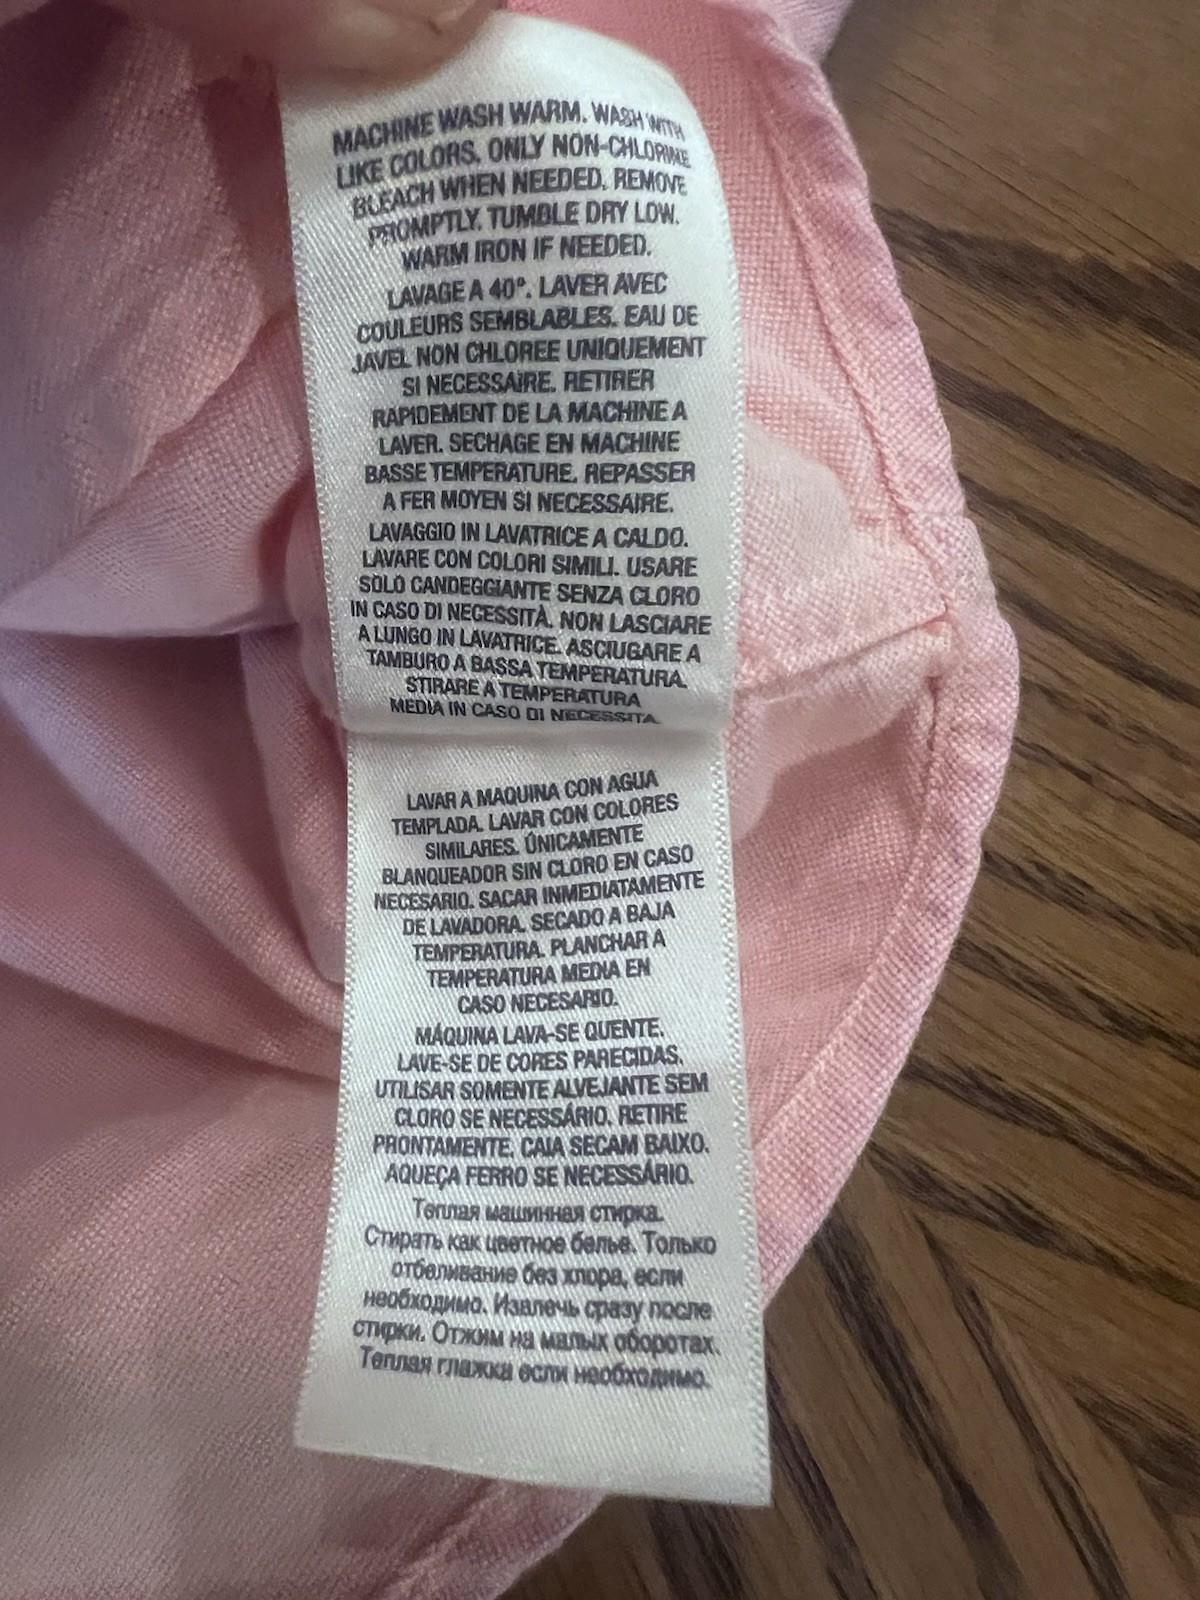 MACHINE WASH WARM. WASH WITH
LIKE COLORS. ONLY NON-CHLORINE
BLEACH WHEN NEEDED. REMOVE
PROMPTLY. TUMBLE DRY LOW.
WARM IRON IF NEEDED.
LAVAGE A 40°. LAVER AVEC
COULEURS SEMBLABLES. EAU DE
JAVEL NON CHLOREE UNIQUEMENT
SI NECESSAIRE. RETIRER
RAPIDEMENT DE LA MACHINE A
LAVER. SECHAGE EN MACHINE
BASSE TEMPERATURE. REPASSER
A FER MOYEN SI NECESSAIRE.
LAVAGGIO IN LAVATRICE A CALDO.
LAVARE CON COLORI SIMILI. USARE
SOLO CANDEGGIANTE SENZA CLORO
IN CASO DI NECESSITÀ. NON LASCIARE
A LUNGO IN LAVATRICE. ASCIUGARE A
TAMBURO A BASSA TEMPERATURA.
STIRARE A TEMPERATURA
MEDIA IN CASO DI NECESSITA.
LAVAR A MAQUINA CON AGUA
TEMPLADA. LAVAR CON COLORES
SIMILARES. ÚNICAMENTE
BLANQUEADOR SIN CLORO EN CASO
NECESARIO. SACAR INMEDIATAMENTE
DE LAVADORA. SECADO A BAJA
TEMPERATURA. PLANCHAR A
TEMPERATURA MEDIA EN
CASO NECESARIO.
MÁQUINA LAVA-SE QUENTE.
LAVE-SE DE CORES PARECIDAS.
UTILISAR SOMENTE ALVEJANTE SEM
CLORO SE NECESSÁRIO. RETIRE
PRONTAMENTE. CAIA SECAM BAIXO.
AQUEÇA FERRO SE NECESSÁRIO.
Теплая машинная стирка.
Стирать как цветное белье. Только
отбеливание без хлора, если
необходимо. Извлечь сразу после
стирки. Отжим на малых оборотах.
Теплая глажка если необходимо.